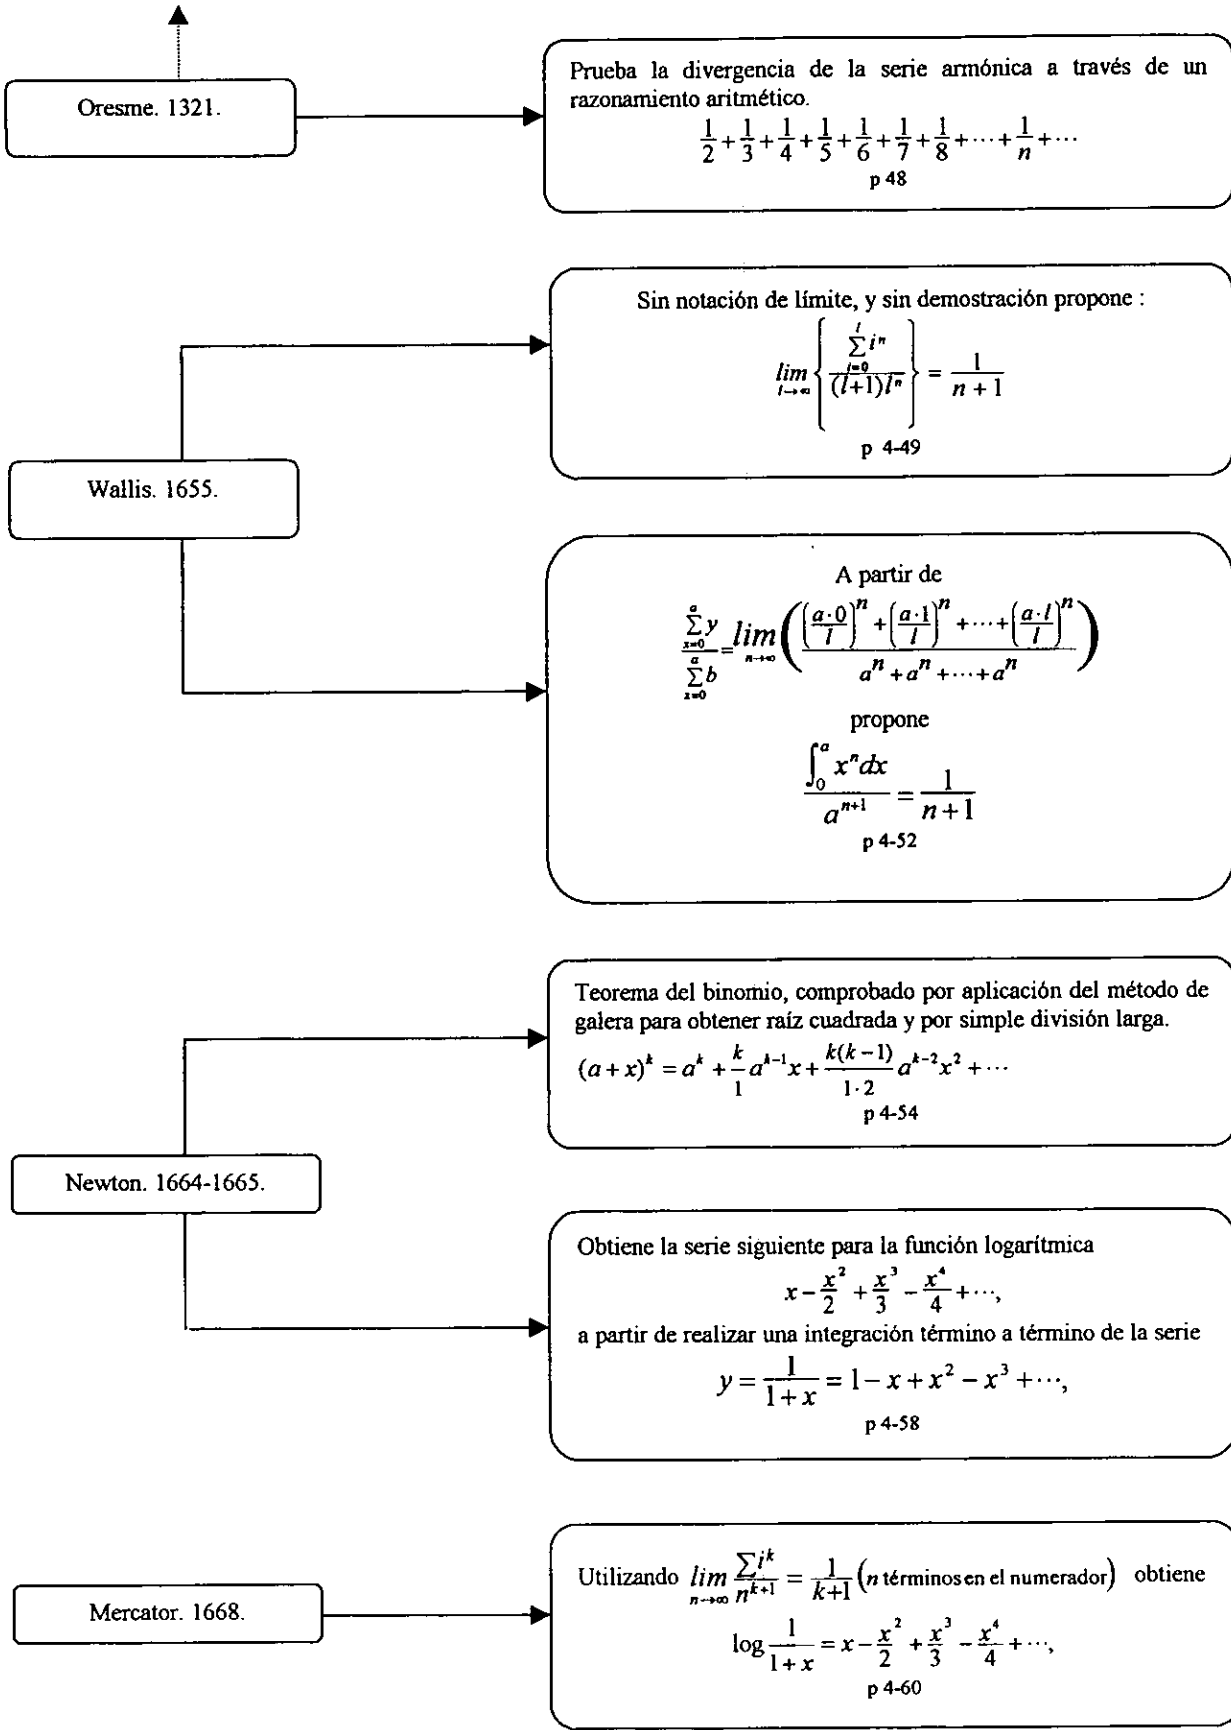 Oresme. 1321.
Prueba la divergencia de la serie armónica a través de un
razonamiento aritmético.
1/2 + 1/3 + 1/4 + 1/5 + 1/6 + 1/7 + 1/8 + ⋯ + 1/n + ⋯
p 48
Sin notación de límite, y sin demostración propone :
lim_{l→∞} { (∑_{i=0}^{l} i^n) / ((l+1)l^n) } = 1/(n+1)
p 4-49
Wallis. 1655.
A partir de
(∑_{x=0}^{a} y) / (∑_{x=0}^{a} b) = lim_{n→∞} ( ((a·0/l)^n + (a·1/l)^n + ⋯ + (a·l/l)^n) / (a^n + a^n + ⋯ + a^n) )
propone
(∫_0^a x^n dx) / a^{n+1} = 1/(n+1)
p 4-52
Teorema del binomio, comprobado por aplicación del método de
galera para obtener raíz cuadrada y por simple división larga.
(a + x)^k = a^k + (k/1) a^{k-1} x + (k(k-1)/(1·2)) a^{k-2} x^2 + ⋯
p 4-54
Newton. 1664-1665.
Obtiene la serie siguiente para la función logarítmica
x - x^2/2 + x^3/3 - x^4/4 + ⋯,
a partir de realizar una integración término a término de la serie
y = 1/(1+x) = 1 - x + x^2 - x^3 + ⋯,
p 4-58
Mercator. 1668.
Utilizando lim_{n→∞} (∑i^k)/n^{k+1} = 1/(k+1) (n términos en el numerador) obtiene
log 1/(1+x) = x - x^2/2 + x^3/3 - x^4/4 + ⋯,
p 4-60